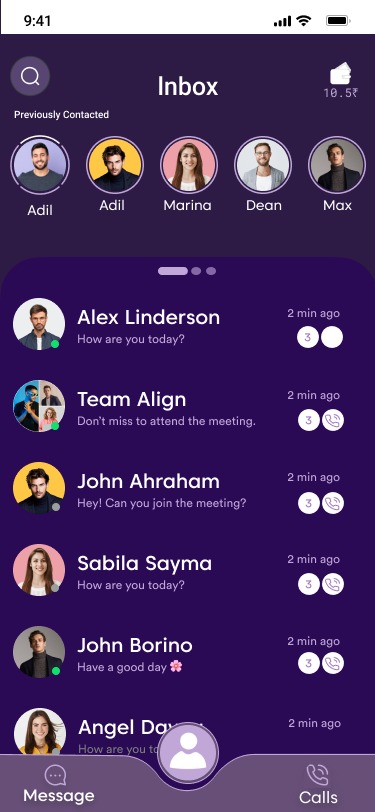 9:41
Inbox
10.5₹
Previously Contacted
Adil
Adil
Marina
Dean
Max
Alex Linderson
2 min ago
How are you today?
3
Team Align
2 min ago
Don't miss to attend the meeting.
3
John Ahraham
2 min ago
Hey! Can you join the meeting?
3
Sabila Sayma
2 min ago
How are you today?
3
John Borino
2 min ago
Have a good day 🌸
3
Angel
2 min ago
How are you
Message
Calls